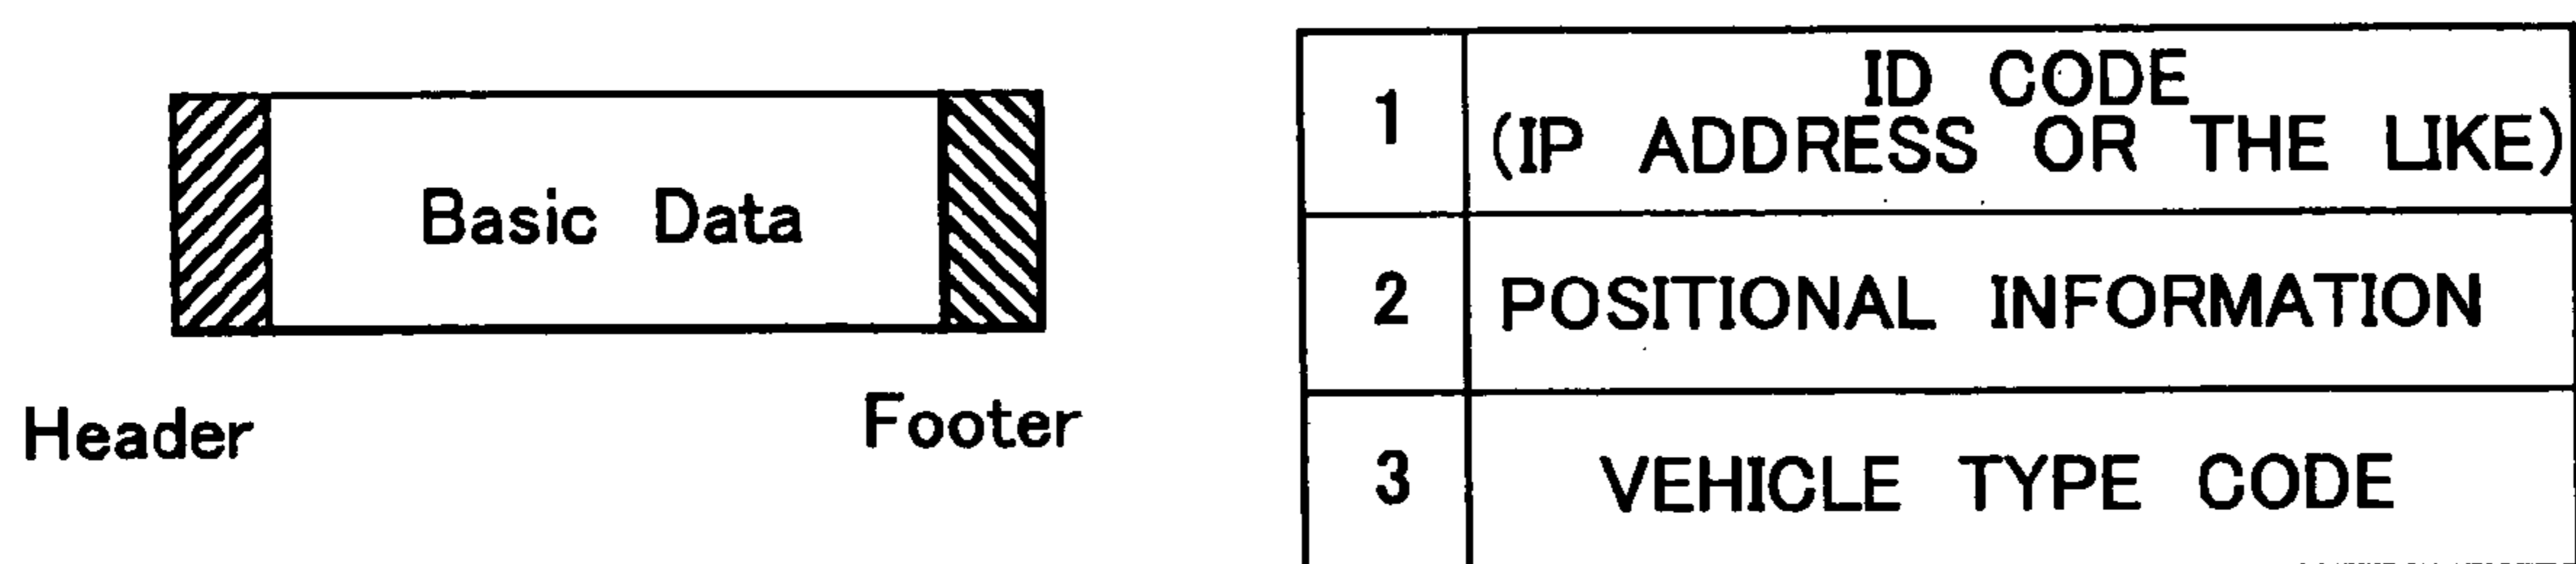 Basic Data
Header
Footer
1
ID CODE
(IP ADDRESS OR THE LIKE)
2
POSITIONAL INFORMATION
3
VEHICLE TYPE CODE